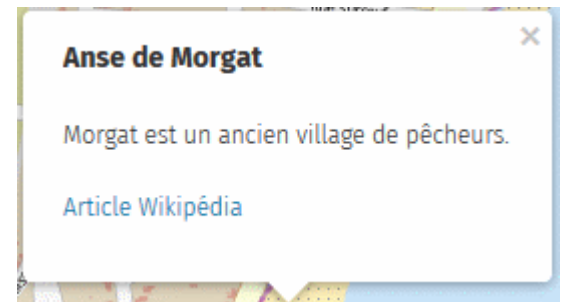 Anse de Morgat
×
Morgat est un ancien village de pêcheurs.
Article Wikipédia